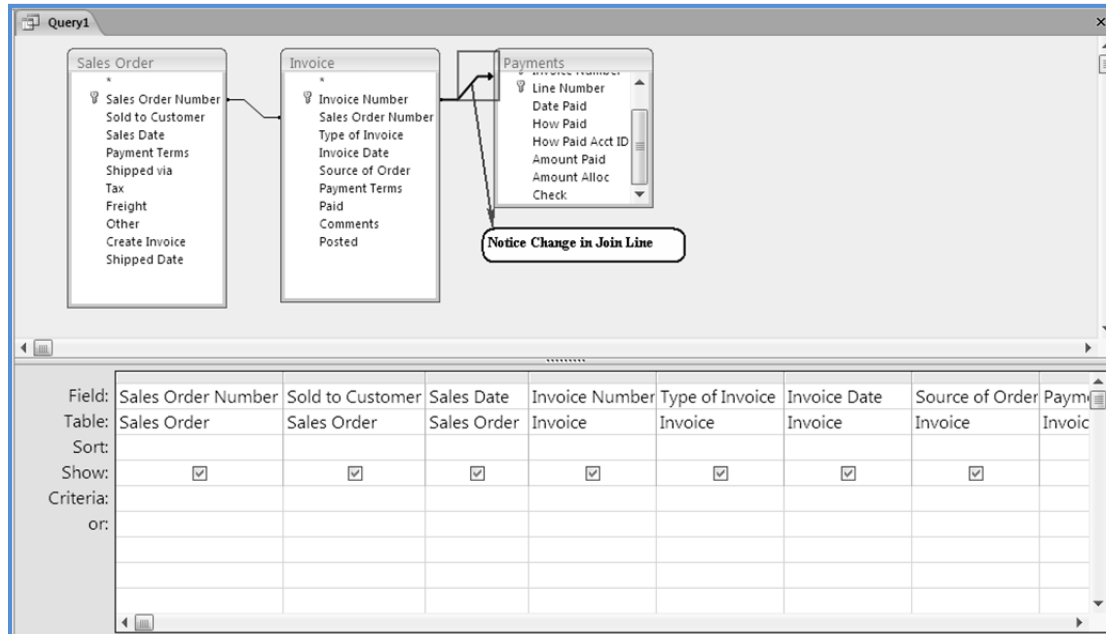 Query1
Sales Order
*
Sales Order Number
Sold to Customer
Sales Date
Payment Terms
Shipped via
Tax
Freight
Other
Create Invoice
Shipped Date
Invoice
*
Invoice Number
Sales Order Number
Type of Invoice
Invoice Date
Source of Order
Payment Terms
Paid
Comments
Posted
Payments
Invoice Number
Line Number
Date Paid
How Paid
How Paid Acct ID
Amount Paid
Amount Alloc
Check
Notice Change in Join Line
Field: Sales Order Number Sold to Customer Sales Date Invoice Number Type of Invoice Invoice Date Source of Order
Table: Sales Order Sales Order Sales Order Invoice Invoice Invoice Invoice Invoic
Sort:
Show:
Criteria:
or: